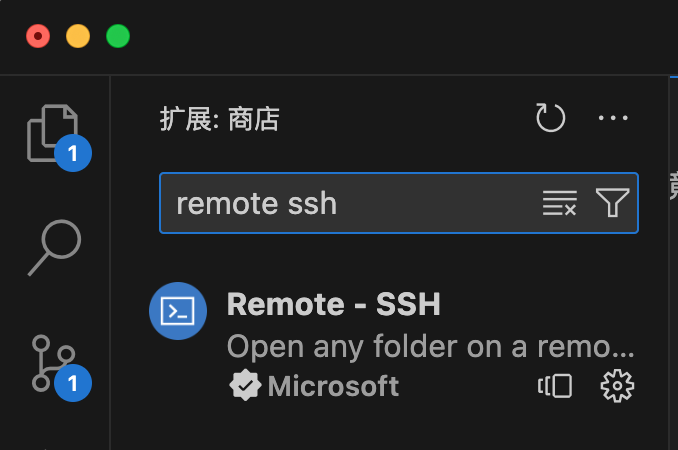 扩展: 商店
1
remote ssh
Remote - SSH
Open any folder on a remo...
Microsoft
1